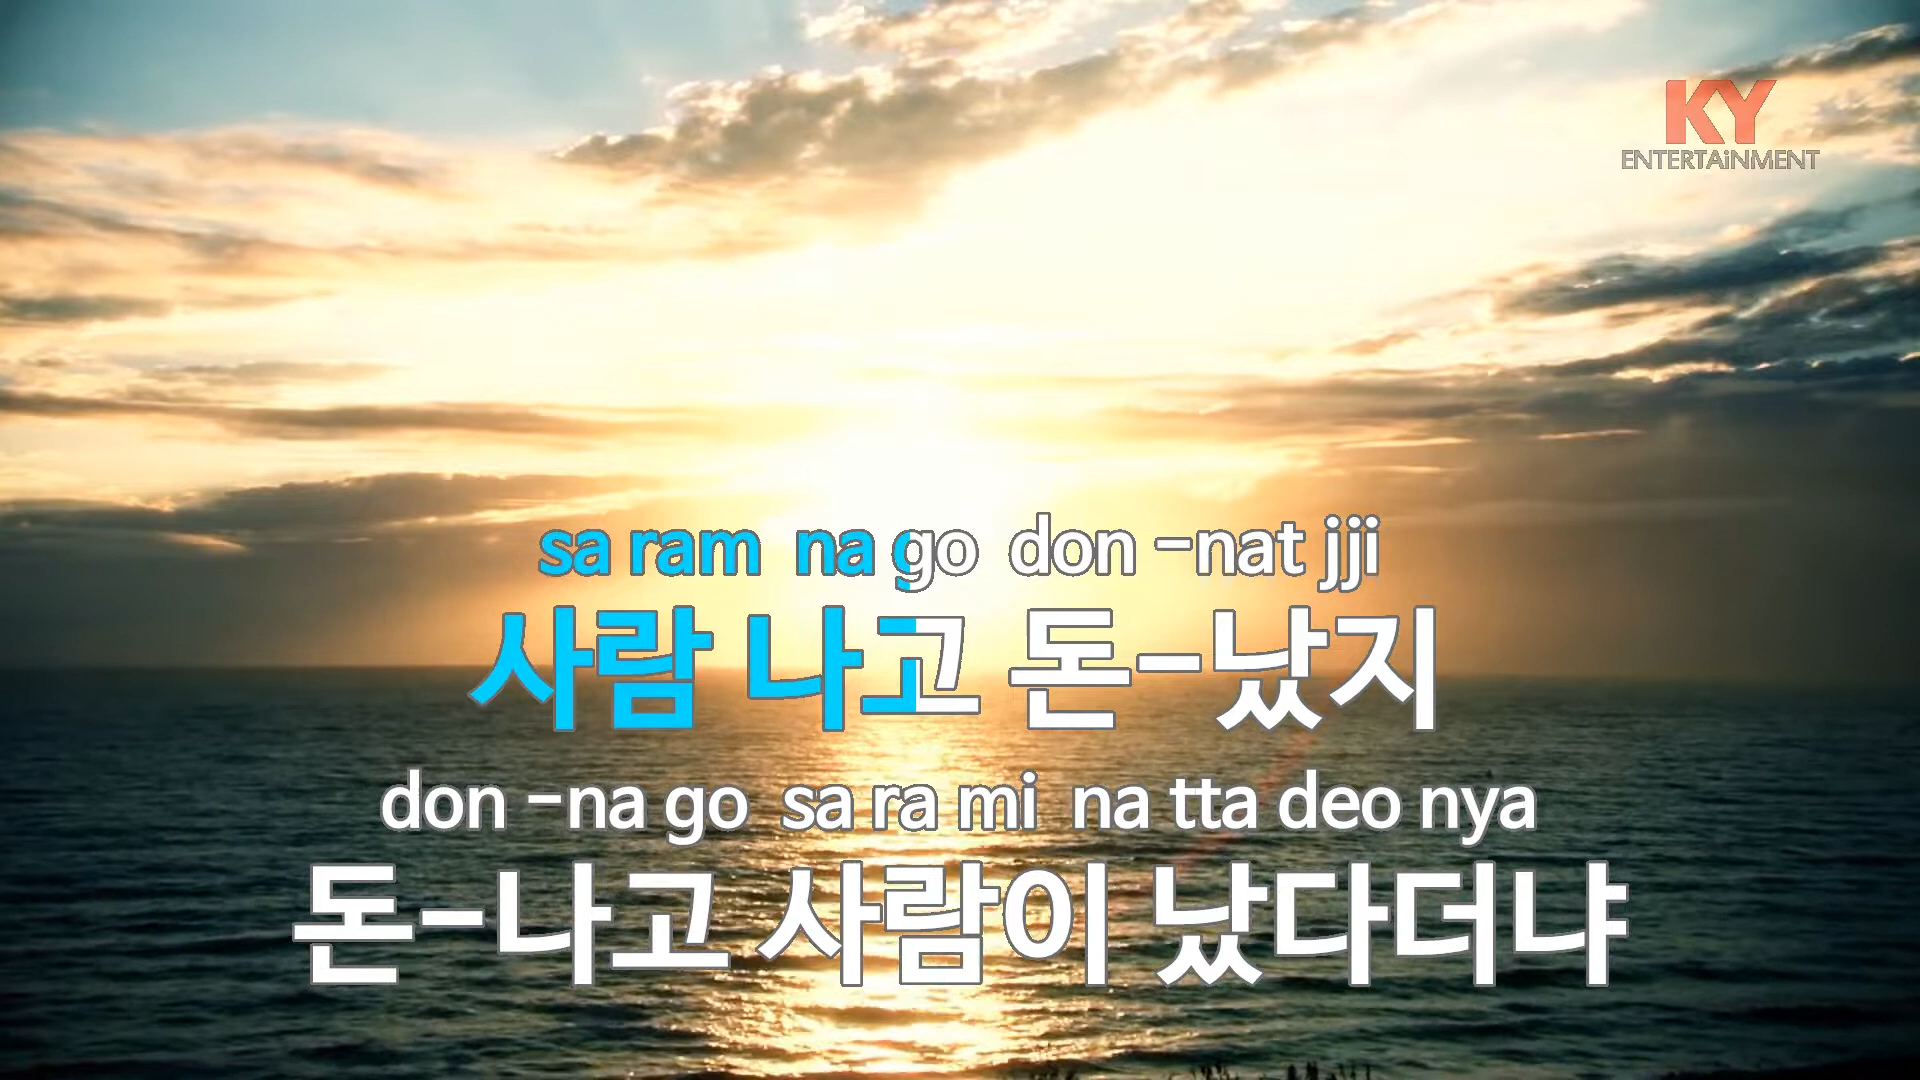 KY
ENTERTAiNMENT
sa ram na go don -nat jji
사람 나고 돈-났지
don -na go sa ra mi na tta deo nya
돈-나고 사람이 났다더냐